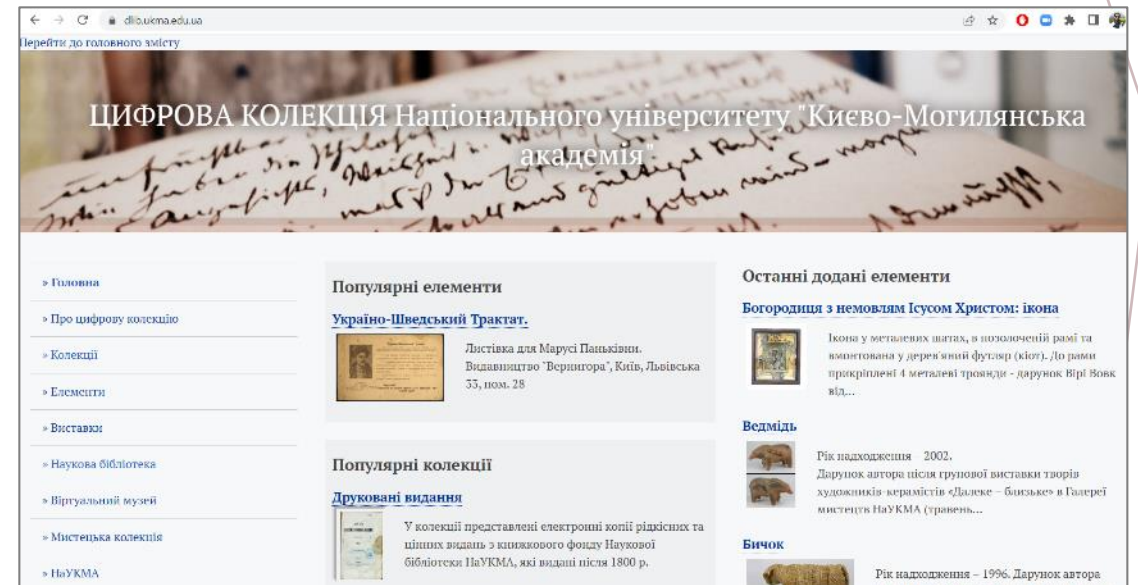 dlib.ukma.edu.ua
Перейти до головного змісту
ЦИФРОВА КОЛЕКЦІЯ Національного університету "Києво-Могилянська
академія"
» Головна
» Про цифрову колекцію
» Колекції
» Елементи
» Виставки
» Наукова бібліотека
» Віртуальний музей
» Мистецька колекція
» НаУКМА
Популярні елементи
Україно-Шведський Трактат.
Листівка для Марусі Паньківни.
Видавництво "Вернигора", Київ, Львівська
33, пом. 28
Популярні колекції
Друковані видання
У колекції представлені електронні копії рідкісних та
цінних видань з книжкового фонду Наукової
бібліотеки НаУКМА, які видані після 1800 р.
Останні додані елементи
Богородиця з немовлям Ісусом Христом: ікона
Ікона у металевих шатах, в позолоченій рамі та
вмонтована у дерев'яний футляр (кіот). До рами
прикріплені 4 металеві троянди - дарунок Вірі Вовк
від...
Ведмідь
Рік надходження – 2002.
Дарунок автора після групової виставки творів
художників-керамістів «Далеке – близьке» в Галереї
мистецтв НаУКМА (травень...
Бичок
Рік надходження – 1996. Дарунок автора